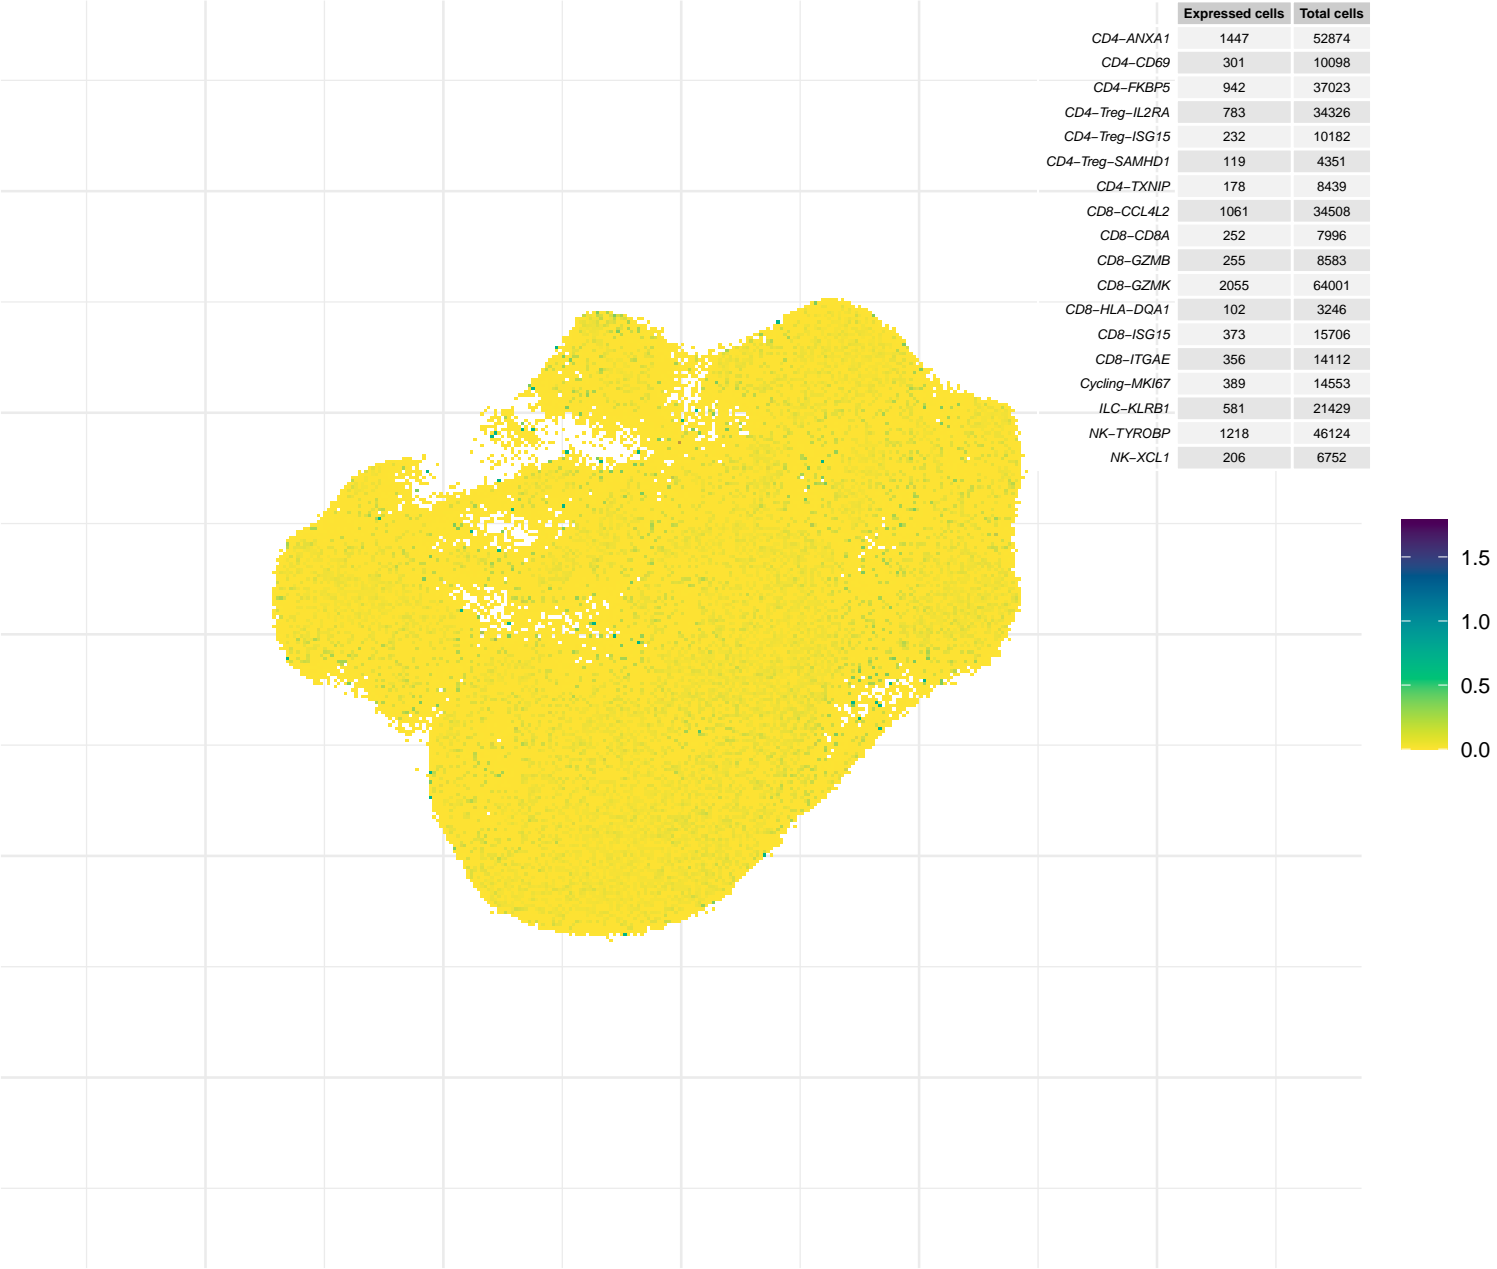 Expressed cells Total cells
CD4−ANXA1 1447 52874
CD4−CD69 301 10098
CD4−FKBP5 942 37023
CD4−Treg−IL2RA 783 34326
CD4−Treg−ISG15 232 10182
CD4−Treg−SAMHD1 119 4351
CD4−TXNIP 178 8439
CD8−CCL4L2 1061 34508
CD8−CD8A 252 7996
CD8−GZMB 255 8583
CD8−GZMK 2055 64001
CD8−HLA−DQA1 102 3246
CD8−ISG15 373 15706
CD8−ITGAE 356 14112
Cycling−MKI67 389 14553
ILC−KLRB1 581 21429
NK−TYROBP 1218 46124
NK−XCL1 206 6752
1.5
1.0
0.5
0.0